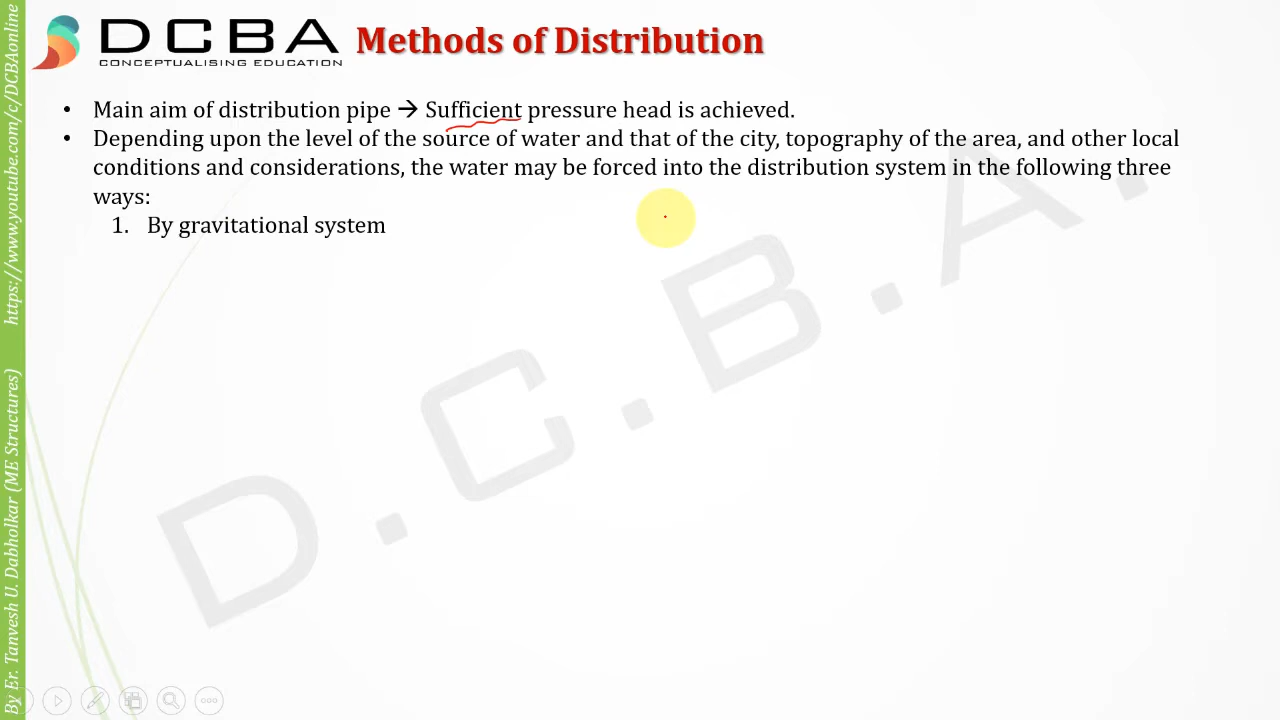 DCBA
CONCEPTUALISING EDUCATION
Methods of Distribution
• Main aim of distribution pipe → Sufficient pressure head is achieved.
• Depending upon the level of the source of water and that of the city, topography of the area, and other local
conditions and considerations, the water may be forced into the distribution system in the following three
ways:
1. By gravitational system
D.C.B.A.
By Er. Tanvesh U. Dabholkar (ME Structures) https://www.youtube.com/c/DCBAonline